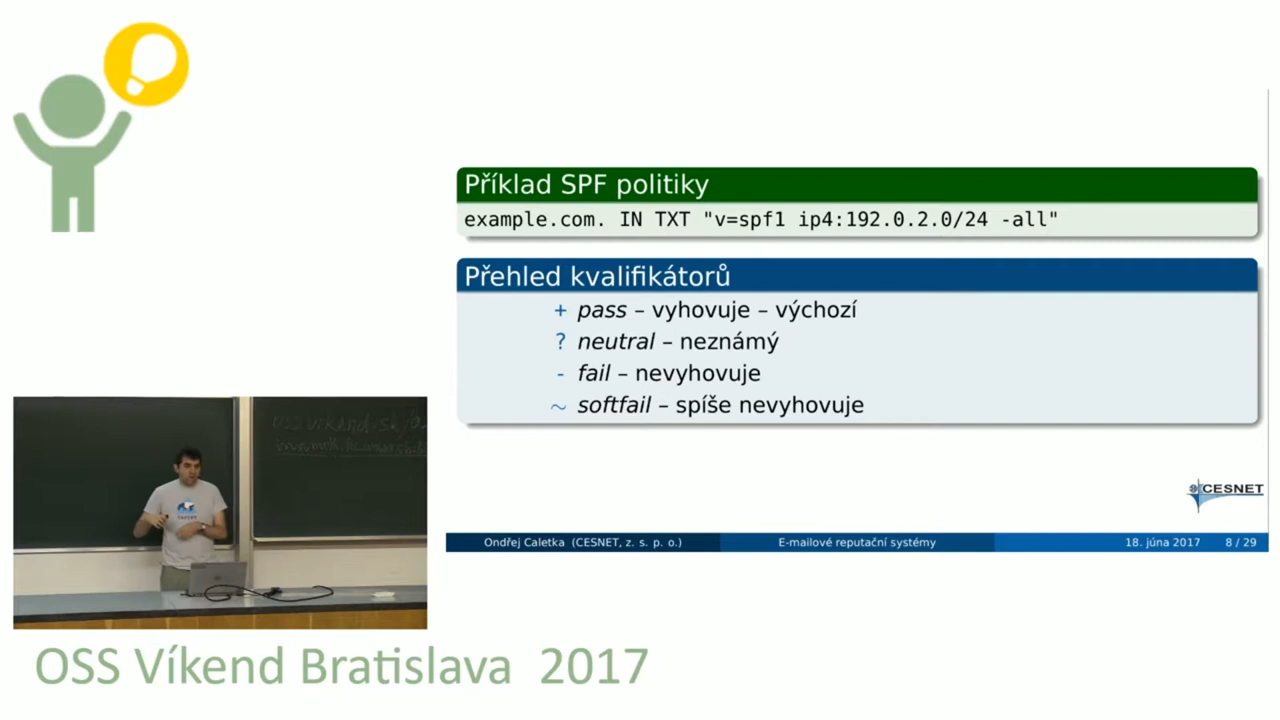 Příklad SPF politiky
example.com. IN TXT "v=spf1 ip4:192.0.2.0/24 -all"
Přehled kvalifikátorů
+ pass – vyhovuje – výchozí
? neutral – neznámý
- fail – nevyhovuje
~ softfail – spíše nevyhovuje
CESNET
Ondřej Caletka (CESNET, z. s. p. o.) E-mailové reputační systémy 18. júna 2017 8 / 29
OSS Víkend Bratislava 2017